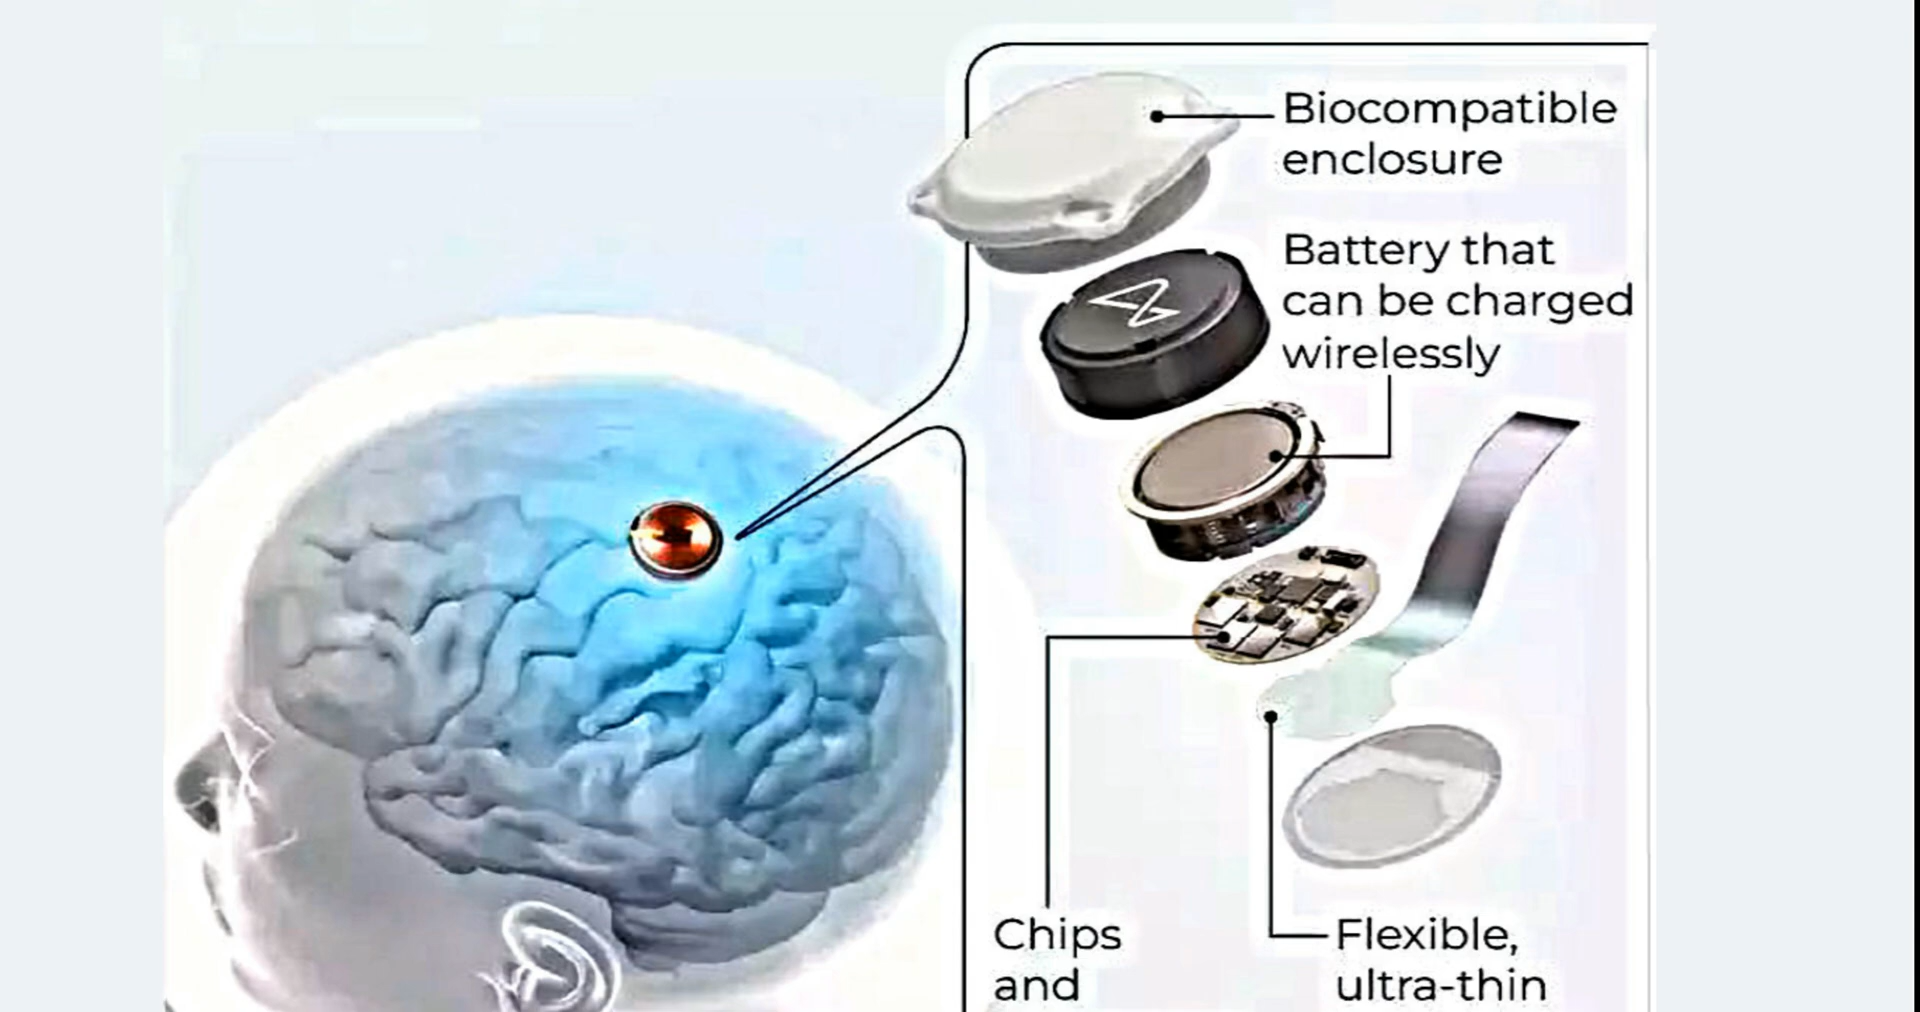 Biocompatible
enclosure
Battery that
can be charged
wirelessly
Chips
and
Flexible,
ultra-thin